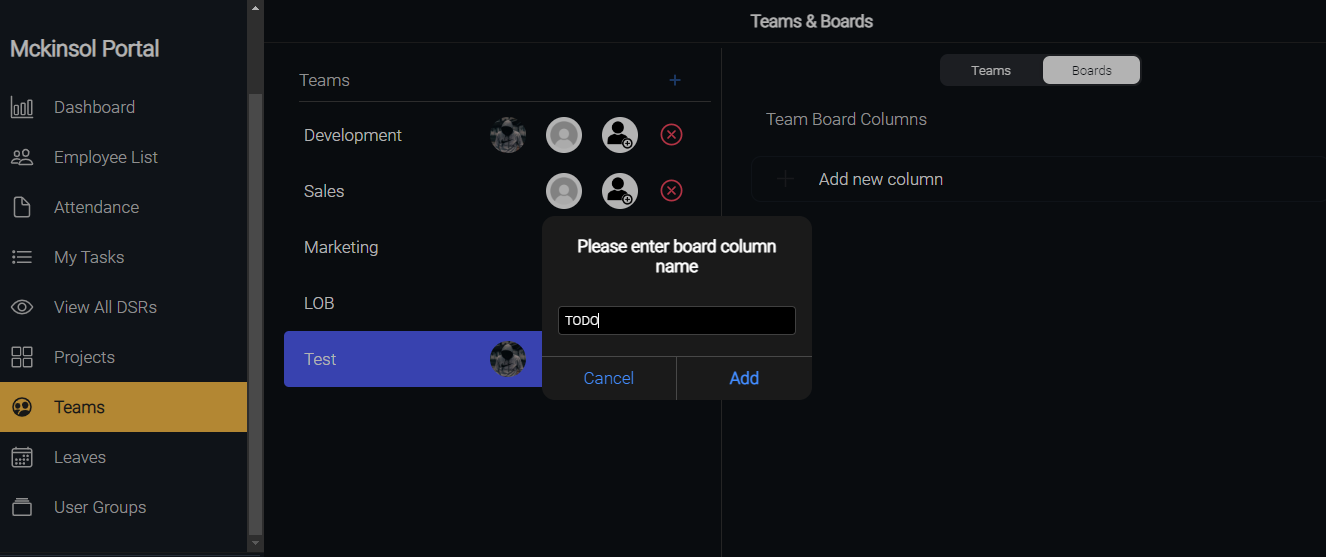 Mckinsol Portal
Dashboard
Employee List
Attendance
My Tasks
View All DSRs
Projects
Teams
Leaves
User Groups
Teams & Boards
Teams
+
Development
Sales
Marketing
LOB
Test
Teams Boards
Team Board Columns
+ Add new column
Please enter board column
name
TODO
Cancel Add